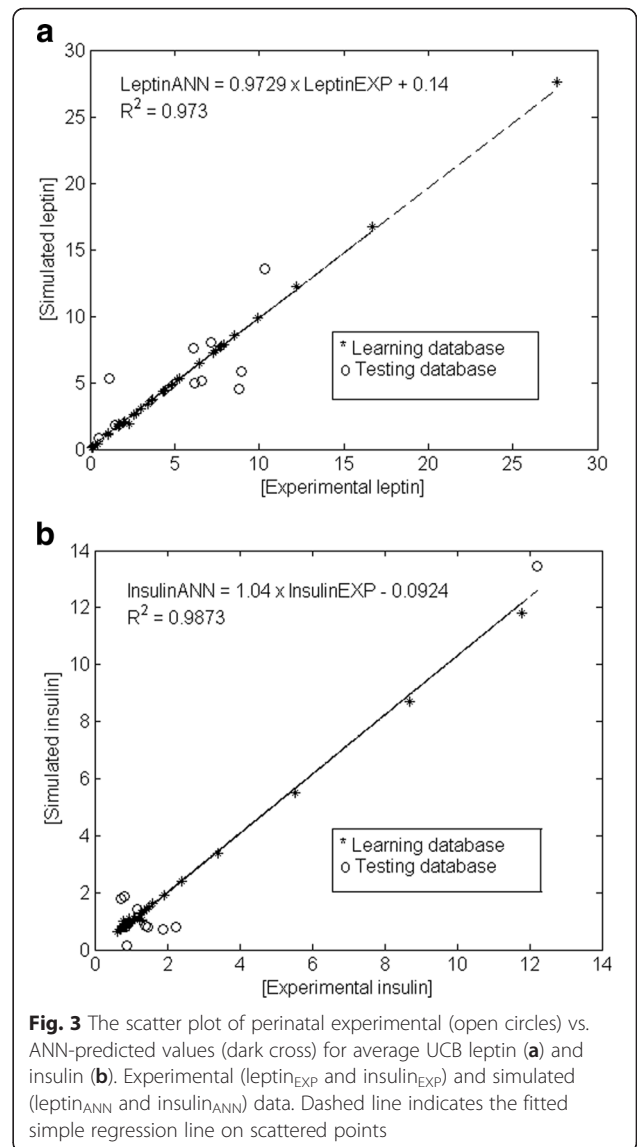 a
30
LeptinANN = 0.9729 x LeptinEXP + 0.14
R² = 0.973
25
20
[Simulated leptin]
15
10
* Learning database
o Testing database
5
0
0 5 10 15 20 25 30
[Experimental leptin]
b
14
InsulinANN = 1.04 x InsulinEXP - 0.0924
R² = 0.9873
12
10
[Simulated insulin]
8
6
4
* Learning database
o Testing database
2
0
0 2 4 6 8 10 12 14
[Experimental insulin]
Fig. 3 The scatter plot of perinatal experimental (open circles) vs.
ANN-predicted values (dark cross) for average UCB leptin (a) and
insulin (b). Experimental (leptinEXP and insulinEXP) and simulated
(leptinANN and insulinANN) data. Dashed line indicates the fitted
simple regression line on scattered points